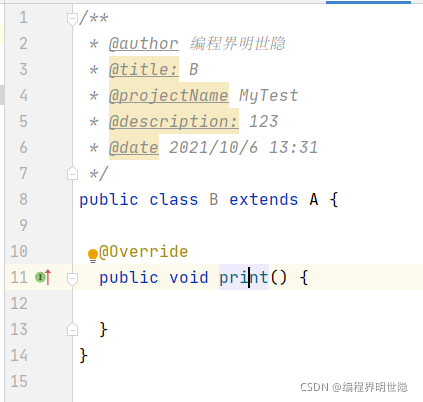 1 /**
2  * @author 编程界明世隐
3  * @title: B
4  * @projectName MyTest
5  * @description: 123
6  * @date 2021/10/6 13:31
7  */
8 public class B extends A {
9
10   @Override
11   public void print() {
12
13   }
14 }
15
CSDN @编程界明世隐